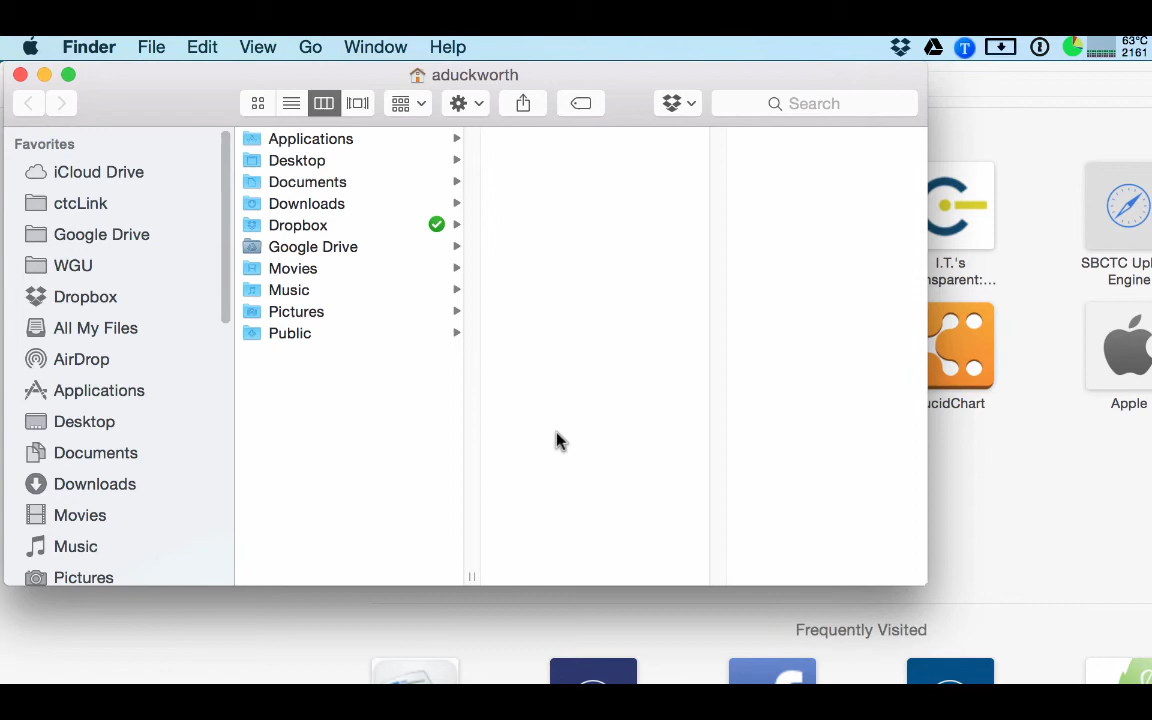 Finder File Edit View Go Window Help
63°C
2161
aduckworth
Search
Favorites
iCloud Drive
ctcLink
Google Drive
WGU
Dropbox
All My Files
AirDrop
Applications
Desktop
Documents
Downloads
Movies
Music
Pictures
Applications
Desktop
Documents
Downloads
Dropbox
Google Drive
Movies
Music
Pictures
Public
I.T.'s
nsparent:...
SBCTC Upl
Engine
ucidChart
Apple
Frequently Visited